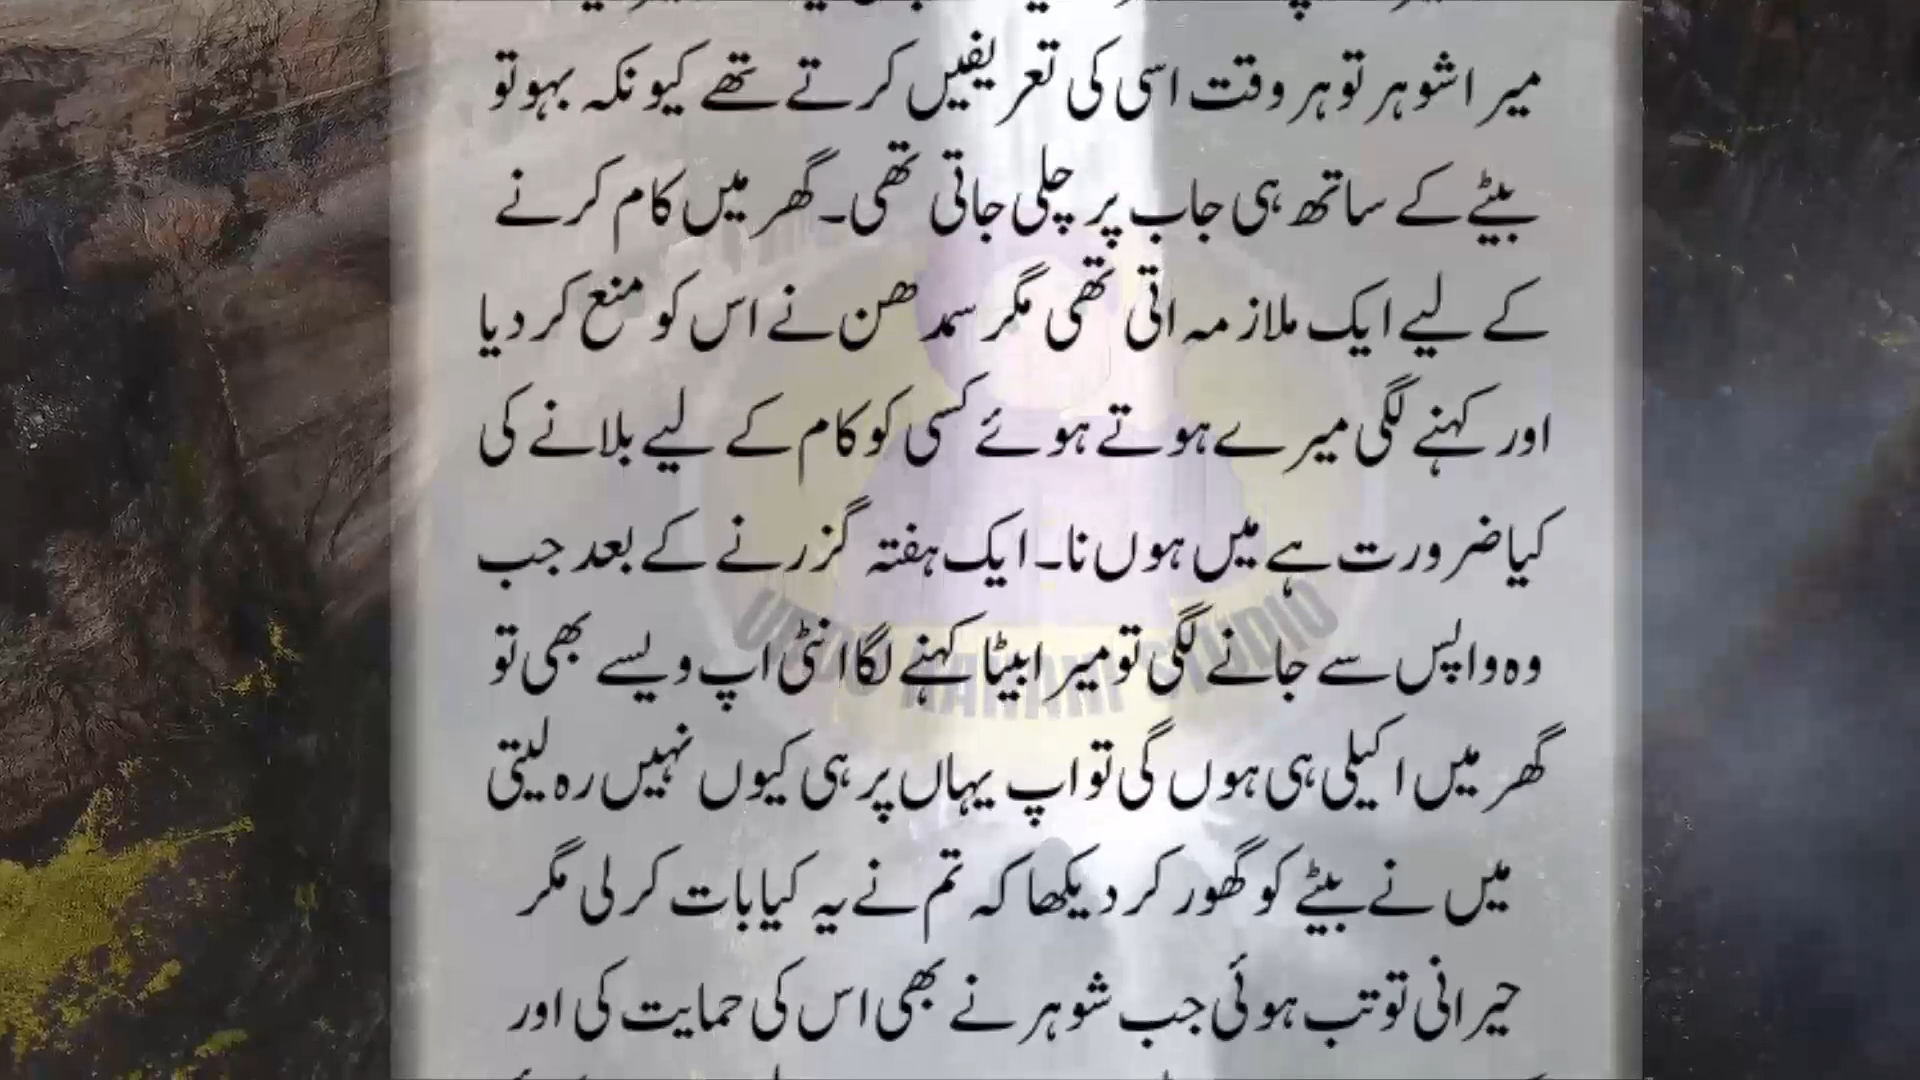 میرا شوہر تو ہر وقت اسی کی تعریفیں کرتے تھے کیونکہ بہو تو
بیٹے کے ساتھ ہی جاب پر چلی جاتی تھی۔ گھر میں کام کرنے
کے لیے ایک ملازمہ اتی تھی مگر سمدھن نے اس کو منع کر دیا
اور کہنے لگی میرے ہوتے ہوئے کسی کو کام کے لیے بلانے کی
کیا ضرورت ہے میں ہوں نا۔ ایک ہفتہ گزرنے کے بعد جب
وہ واپس سے جانے لگی تو میرا بیٹا کہنے لگا انٹی اپ ویسے بھی تو
گھر میں اکیلی ہی ہوں گی تو اپ یہاں پر ہی کیوں نہیں رہ لیتی
میں نے بیٹے کو گھور کر دیکھا کہ تم نے یہ کیا بات کر لی مگر
حیرانی تو تب ہوئی جب شوہر نے بھی اس کی حمایت کی اور
URDU KAHANI STUDIO